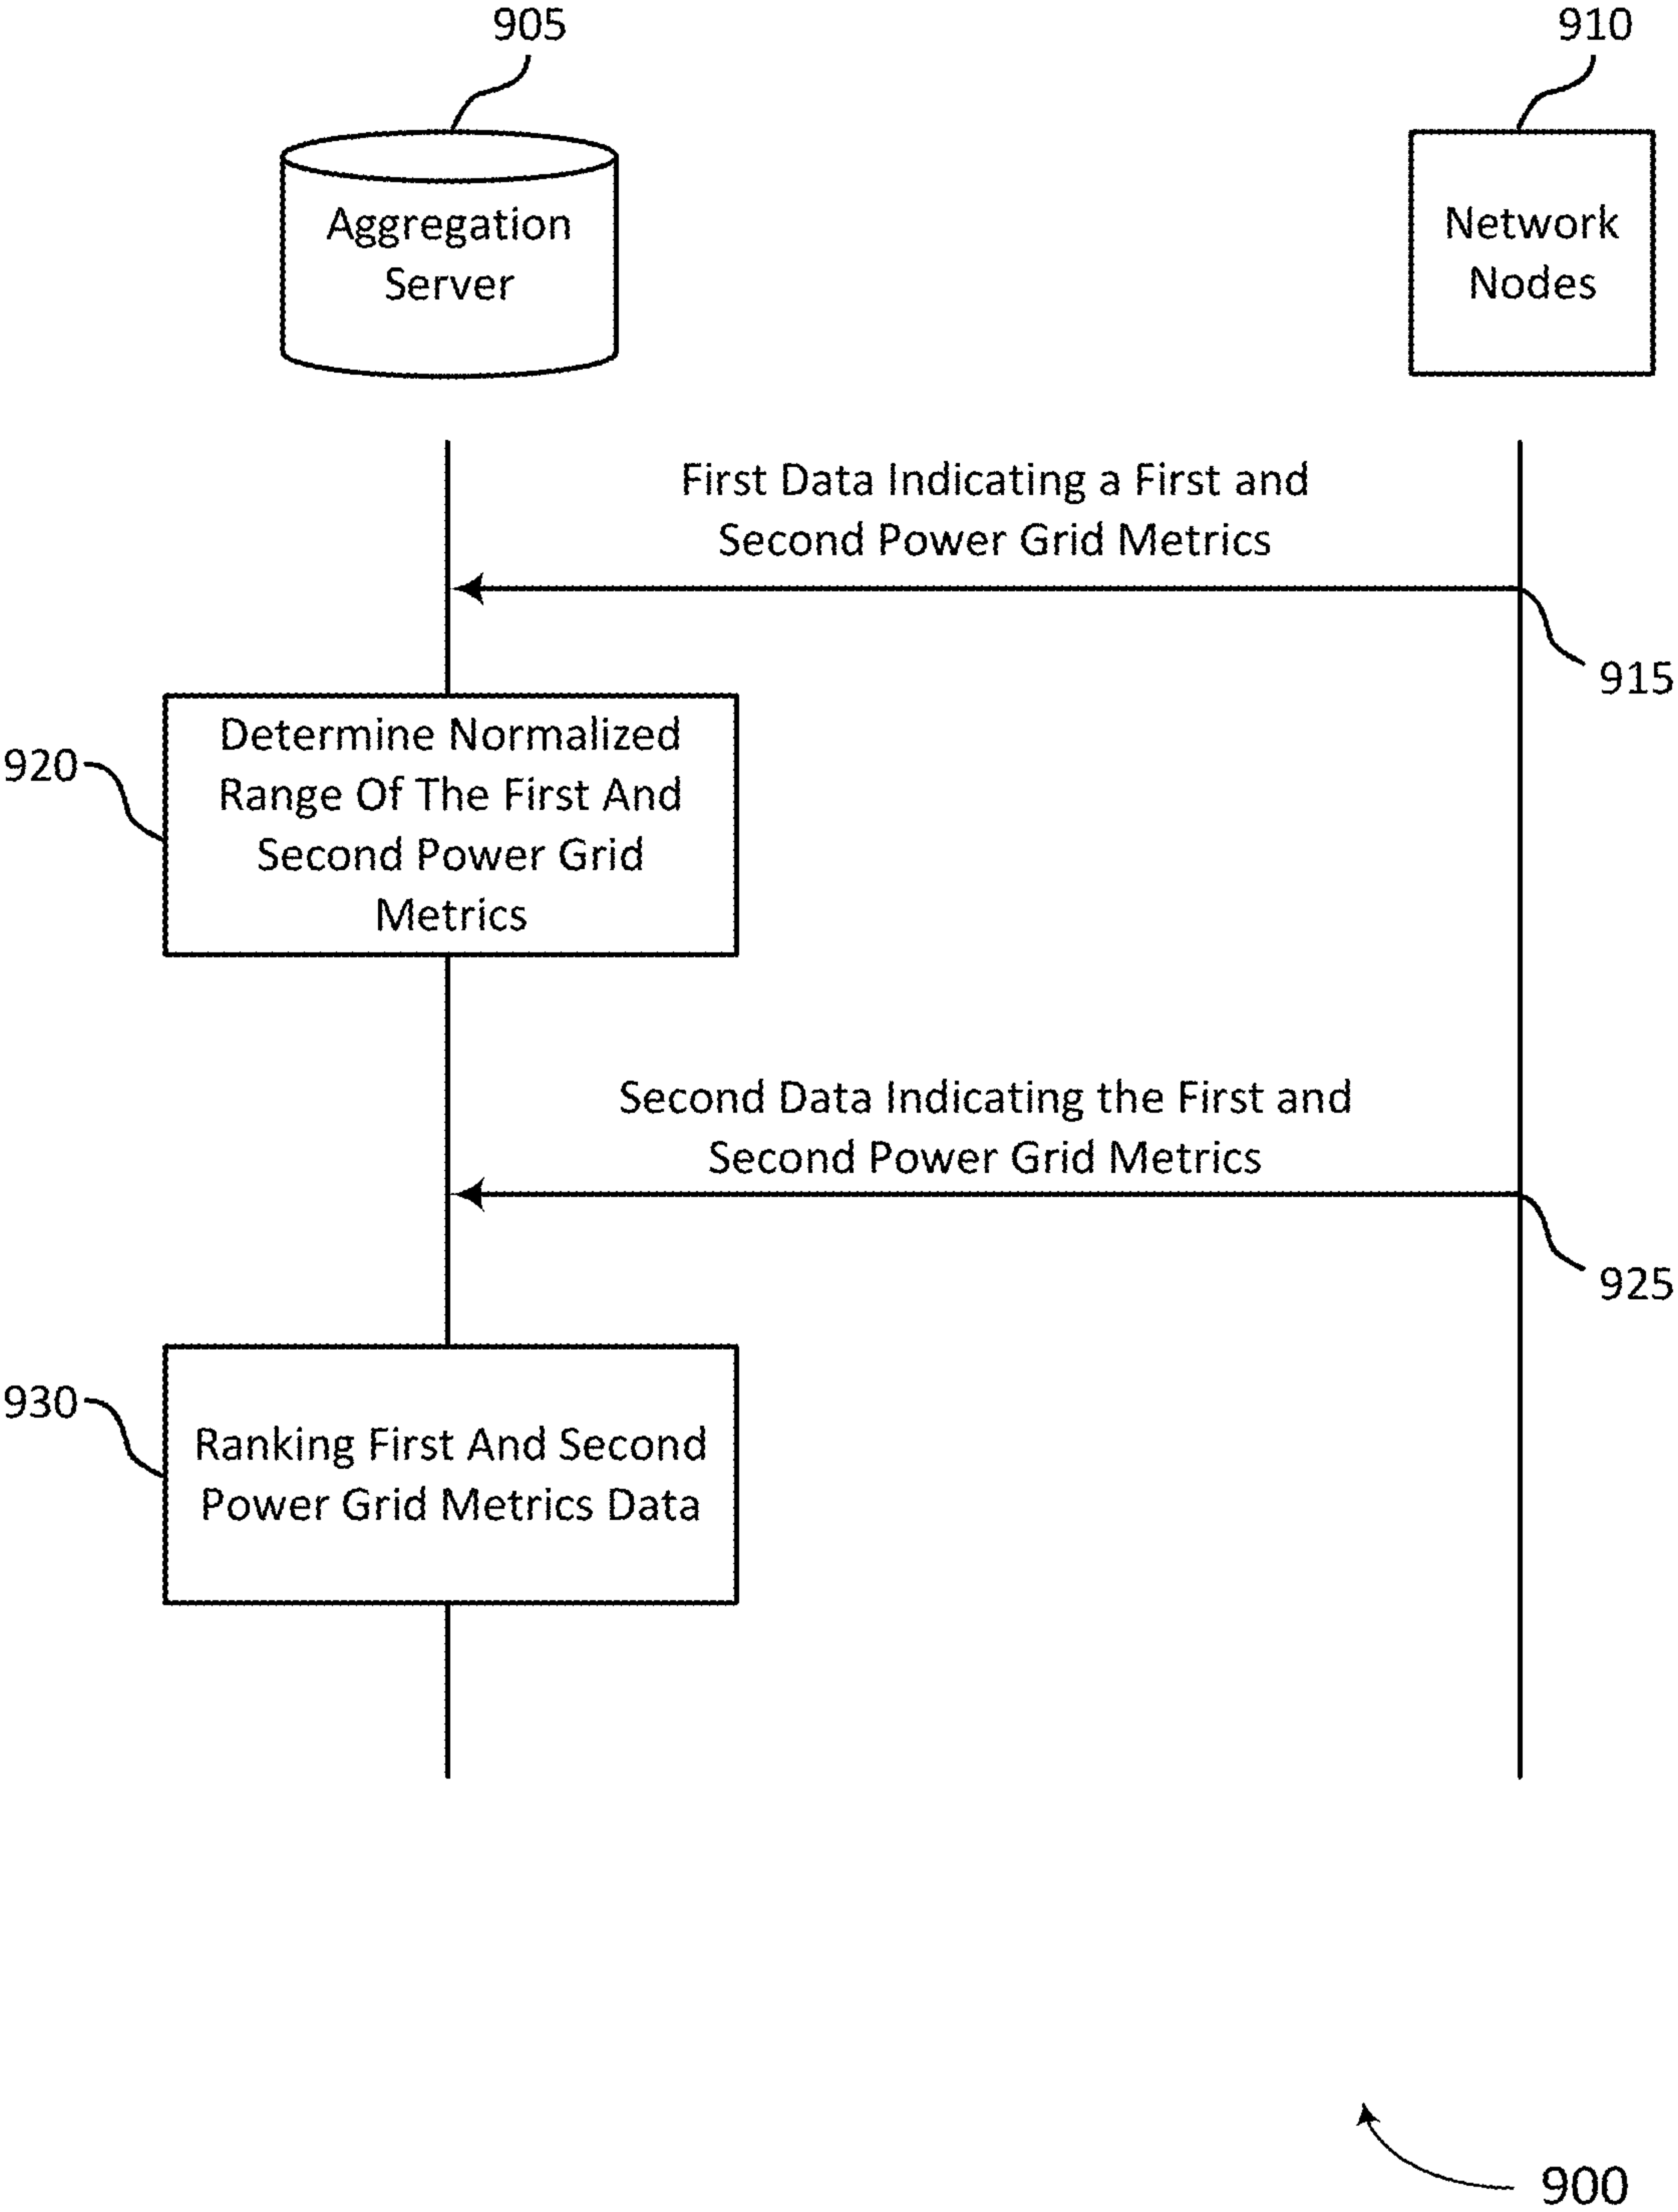 905
910
Aggregation
Server
Network
Nodes
First Data Indicating a First and
Second Power Grid Metrics
915
920
Determine Normalized
Range Of The First And
Second Power Grid
Metrics
Second Data Indicating the First and
Second Power Grid Metrics
925
930
Ranking First And Second
Power Grid Metrics Data
900